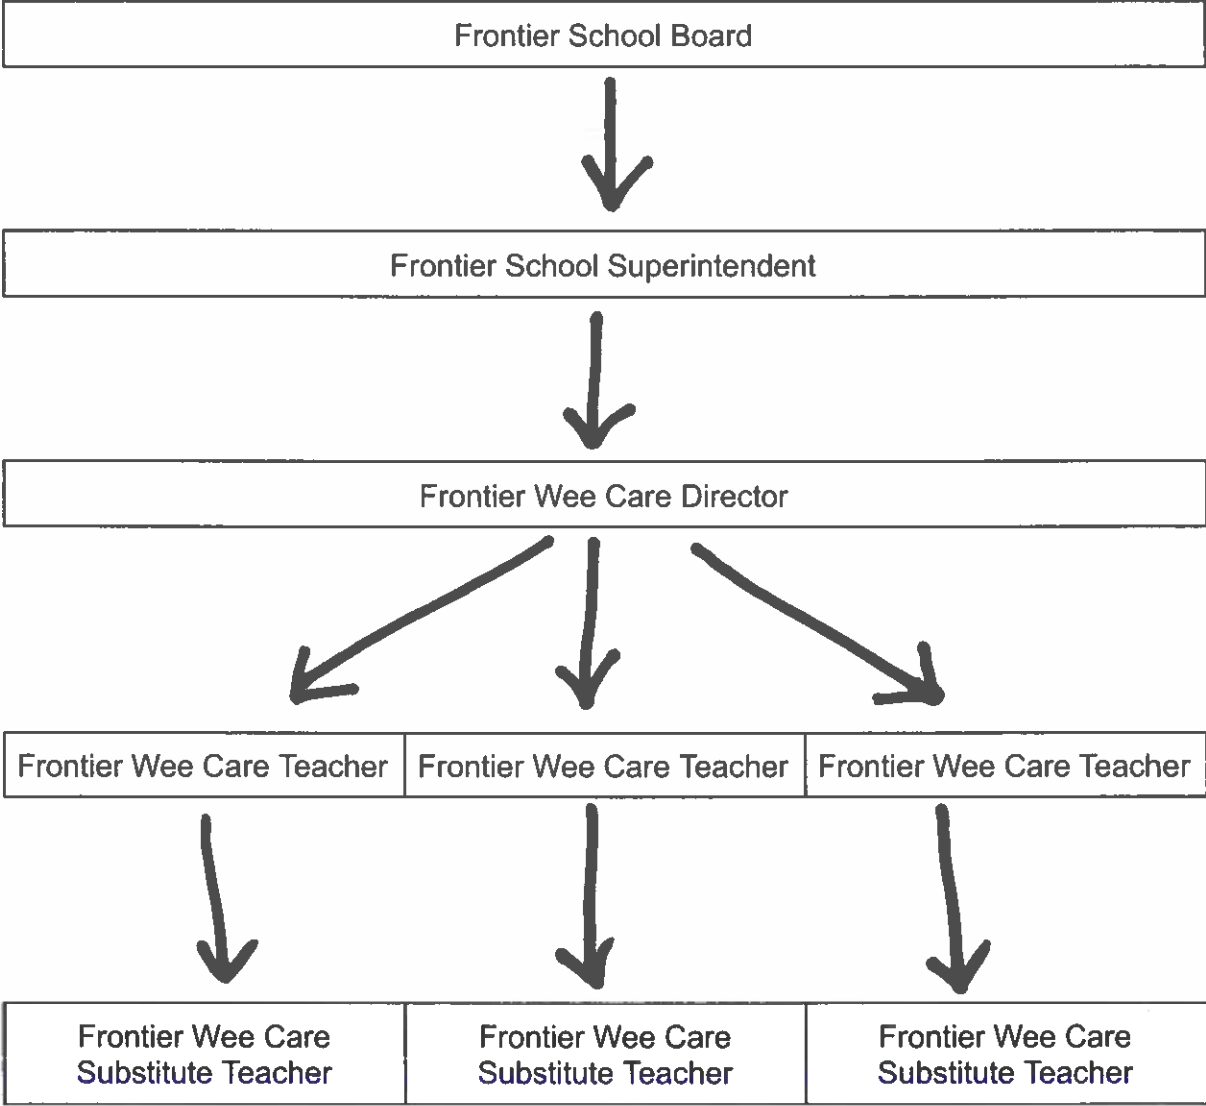 Frontier School Board
Frontier School Superintendent
Frontier Wee Care Director
Frontier Wee Care Teacher
Frontier Wee Care Teacher
Frontier Wee Care Teacher
Frontier Wee Care
Substitute Teacher
Frontier Wee Care
Substitute Teacher
Frontier Wee Care
Substitute Teacher